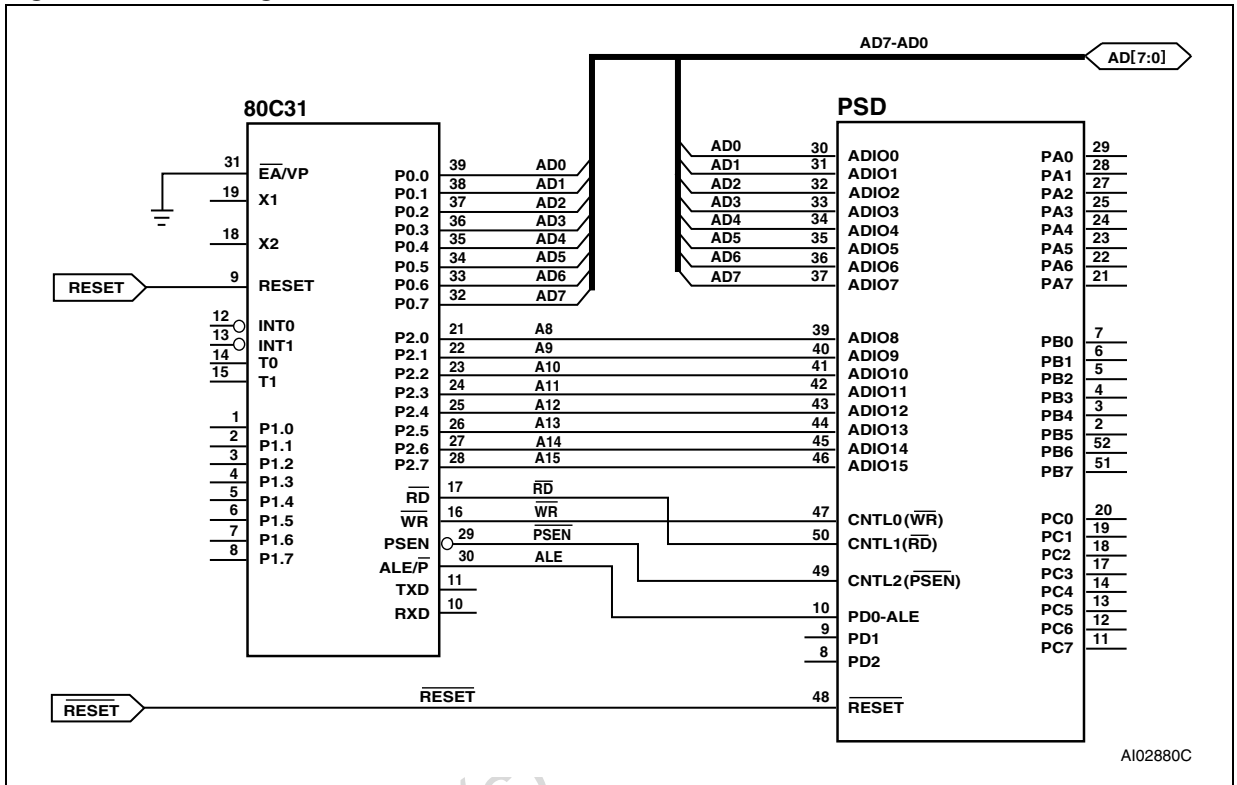 AD7-AD0
AD[7:0]
80C31
PSD
31 EA/VP
19 X1
18 X2
RESET 9 RESET
12 INT0
13 INT1
14 T0
15 T1
1 P1.0
2 P1.1
3 P1.2
4 P1.3
5 P1.4
6 P1.5
7 P1.6
8 P1.7
P0.0 39 AD0
P0.1 38 AD1
P0.2 37 AD2
P0.3 36 AD3
P0.4 35 AD4
P0.5 34 AD5
P0.6 33 AD6
P0.7 32 AD7
P2.0 21 A8
P2.1 22 A9
P2.2 23 A10
P2.3 24 A11
P2.4 25 A12
P2.5 26 A13
P2.6 27 A14
P2.7 28 A15
RD 17 RD
WR 16 WR
PSEN 29 PSEN
ALE/P 30 ALE
TXD 11
RXD 10
AD0 30 ADIO0
AD1 31 ADIO1
AD2 32 ADIO2
AD3 33 ADIO3
AD4 34 ADIO4
AD5 35 ADIO5
AD6 36 ADIO6
AD7 37 ADIO7
39 ADIO8
40 ADIO9
41 ADIO10
42 ADIO11
43 ADIO12
44 ADIO13
45 ADIO14
46 ADIO15
47 CNTL0(WR)
50 CNTL1(RD)
49 CNTL2(PSEN)
10 PD0-ALE
9 PD1
8 PD2
PA0 29
PA1 28
PA2 27
PA3 25
PA4 24
PA5 23
PA6 22
PA7 21
PB0 7
PB1 6
PB2 5
PB3 4
PB4 3
PB5 2
PB6 52
PB7 51
PC0 20
PC1 19
PC2 18
PC3 17
PC4 14
PC5 13
PC6 12
PC7 11
RESET RESET 48 RESET
AI02880C